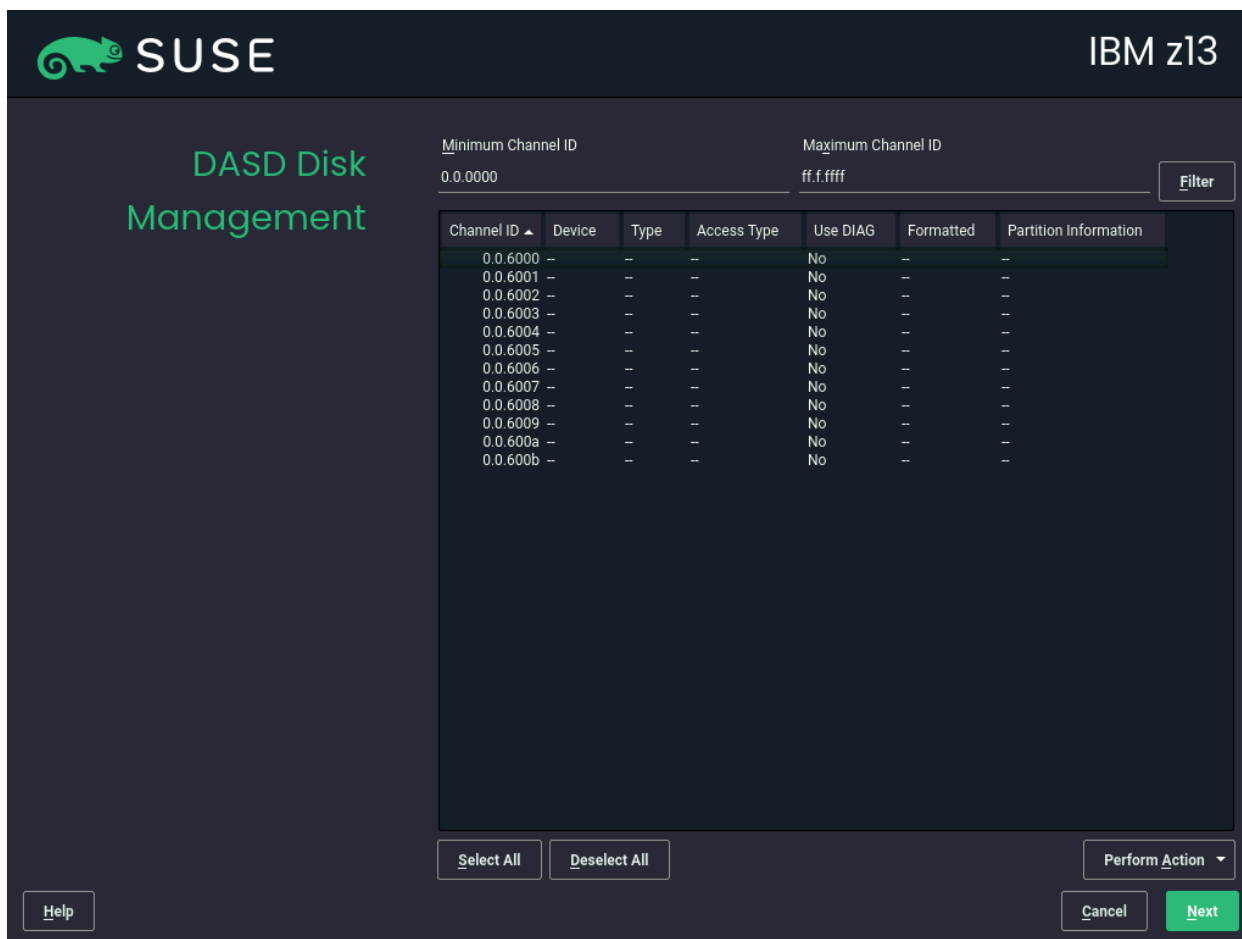 SUSE
IBM z13
DASD Disk
Management
Minimum Channel ID
Maximum Channel ID
0.0.0000
ff.f.ffff
Filter
Channel ID Device Type Access Type Use DIAG Formatted Partition Information
0.0.6000 -- -- -- No -- --
0.0.6001 -- -- -- No -- --
0.0.6002 -- -- -- No -- --
0.0.6003 -- -- -- No -- --
0.0.6004 -- -- -- No -- --
0.0.6005 -- -- -- No -- --
0.0.6006 -- -- -- No -- --
0.0.6007 -- -- -- No -- --
0.0.6008 -- -- -- No -- --
0.0.6009 -- -- -- No -- --
0.0.600a -- -- -- No -- --
0.0.600b -- -- -- No -- --
Select All
Deselect All
Perform Action
Help
Cancel
Next